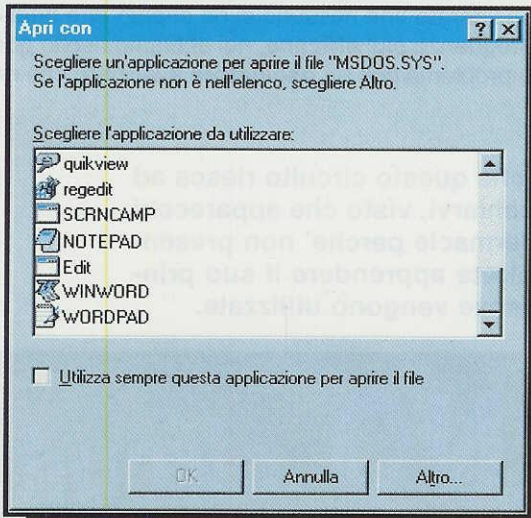 Apri con
Scegliere un'applicazione per aprire il file "MSDOS.SYS".
Se l'applicazione non è nell'elenco, scegliere Altro.
Scegliere l'applicazione da utilizzare:
quikview
regedit
SCRNCAMP
NOTEPAD
Edit
WINWORD
WORDPAD
Utilizza sempre questa applicazione per aprire il file
OK
Annulla
Altro...